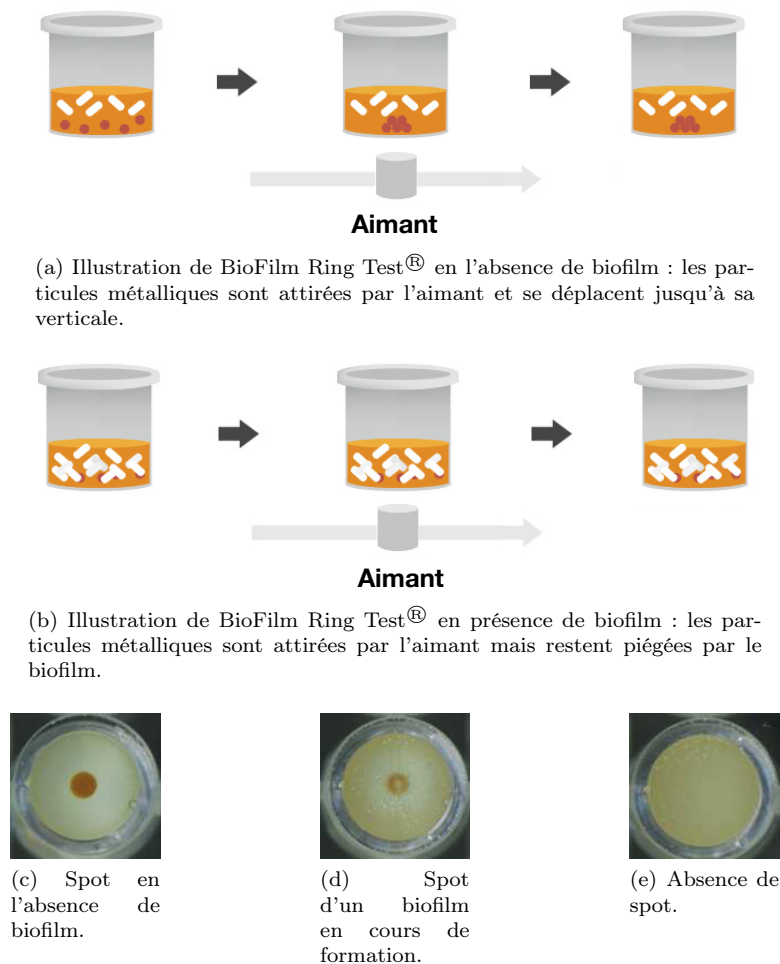 Aimant
(a) Illustration de BioFilm Ring Test® en l'absence de biofilm : les par-
ticules métalliques sont attirées par l'aimant et se déplacent jusqu'à sa
verticale.
Aimant
(b) Illustration de BioFilm Ring Test® en présence de biofilm : les par-
ticules métalliques sont attirées par l'aimant mais restent piégées par le
biofilm.
(c) Spot en
l'absence de
biofilm.
(d) Spot
d'un biofilm
en cours de
formation.
(e) Absence de
spot.